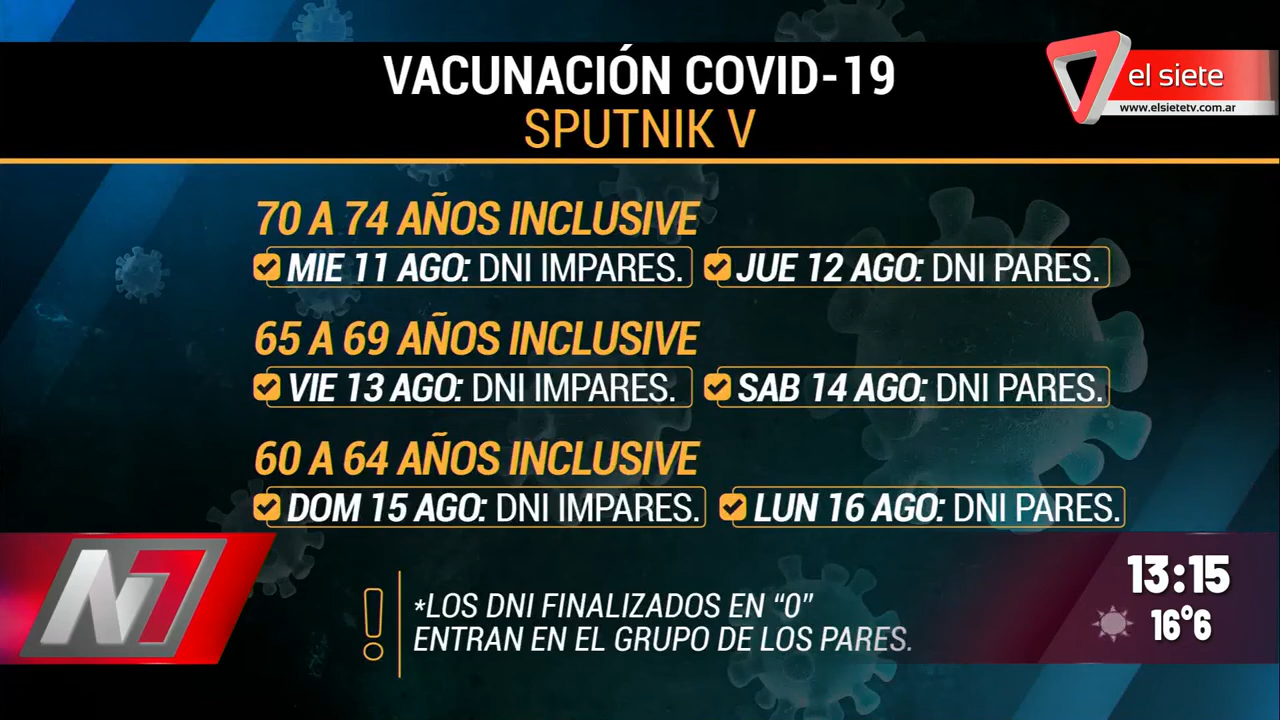 VACUNACIÓN COVID-19
SPUTNIK V
el siete
www.elsietetv.com.ar
70 A 74 AÑOS INCLUSIVE
MIE 11 AGO: DNI IMPARES.
JUE 12 AGO: DNI PARES.
65 A 69 AÑOS INCLUSIVE
VIE 13 AGO: DNI IMPARES.
SAB 14 AGO: DNI PARES.
60 A 64 AÑOS INCLUSIVE
DOM 15 AGO: DNI IMPARES.
LUN 16 AGO: DNI PARES.
N7
*LOS DNI FINALIZADOS EN “0”
ENTRAN EN EL GRUPO DE LOS PARES.
13:15
16º6